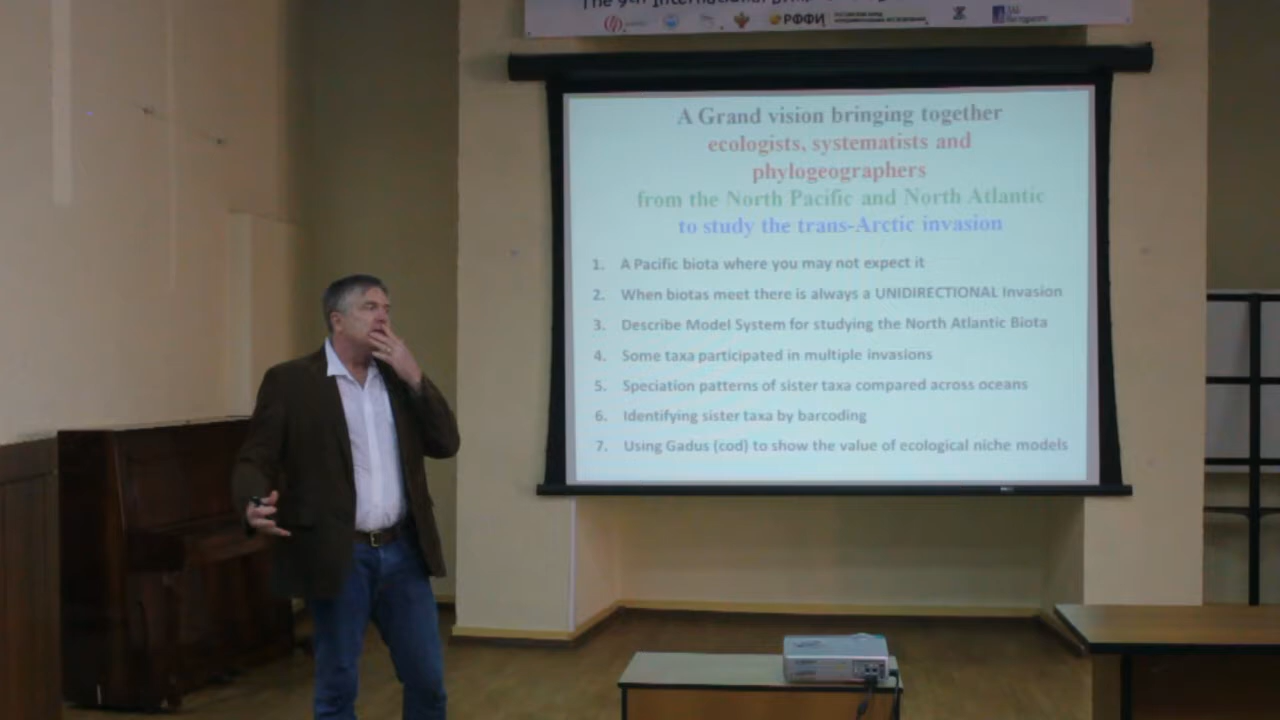 The 9th International
РФФИ
A Grand vision bringing together
ecologists, systematists and
phylogeographers
from the North Pacific and North Atlantic
to study the trans-Arctic invasion
1. A Pacific biota where you may not expect it
2. When biotas meet there is always a UNIDIRECTIONAL Invasion
3. Describe Model System for studying the North Atlantic Biota
4. Some taxa participated in multiple invasions
5. Speciation patterns of sister taxa compared across oceans
6. Identifying sister taxa by barcoding
7. Using Gadus (cod) to show the value of ecological niche models